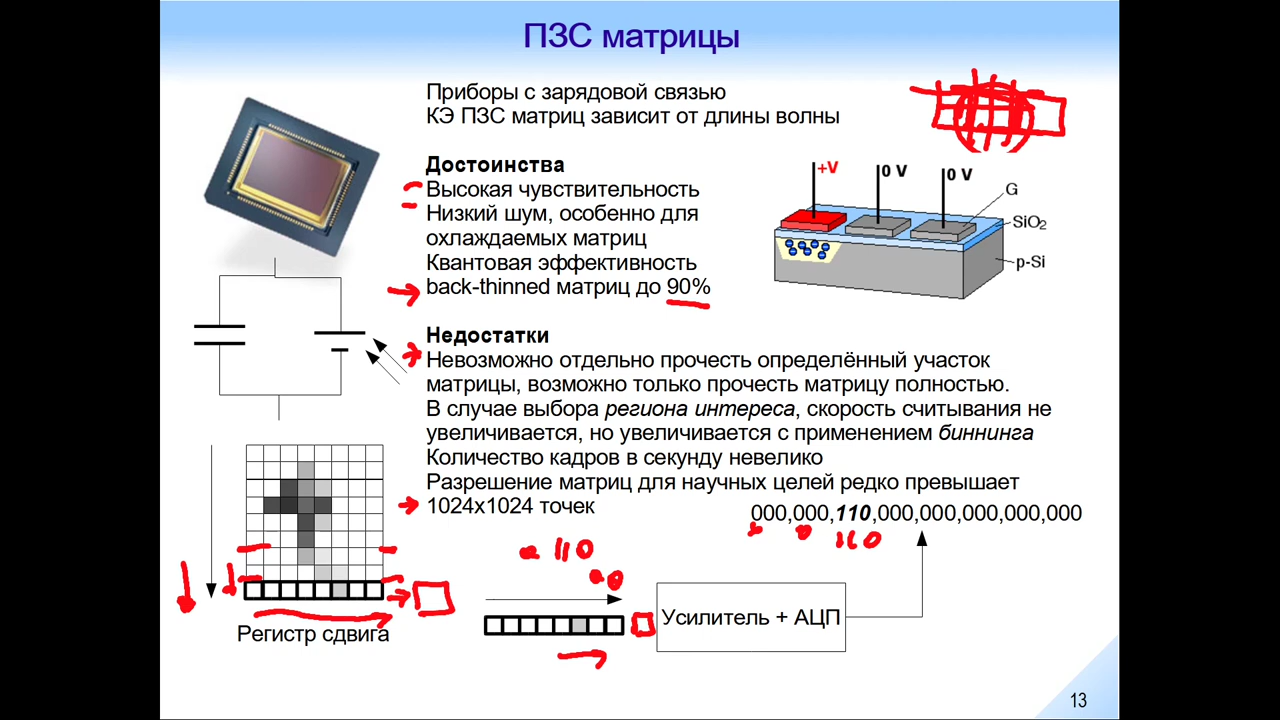 ПЗС матрицы
Приборы с зарядовой связью
КЭ ПЗС матриц зависит от длины волны
Достоинства
Высокая чувствительность
Низкий шум, особенно для
охлаждаемых матриц
Квантовая эффективность
back-thinned матриц до 90%
+V
0 V
0 V
G
SiO₂
p-Si
Недостатки
Невозможно отдельно прочесть определённый участок
матрицы, возможно только прочесть матрицу полностью.
В случае выбора региона интереса, скорость считывания не
увеличивается, но увеличивается с применением биннинга
Количество кадров в секунду невелико
Разрешение матриц для научных целей редко превышает
1024x1024 точек
000,000,110,000,000,000,000,000
0
110
110
0
Усилитель + АЦП
Регистр сдвига
13